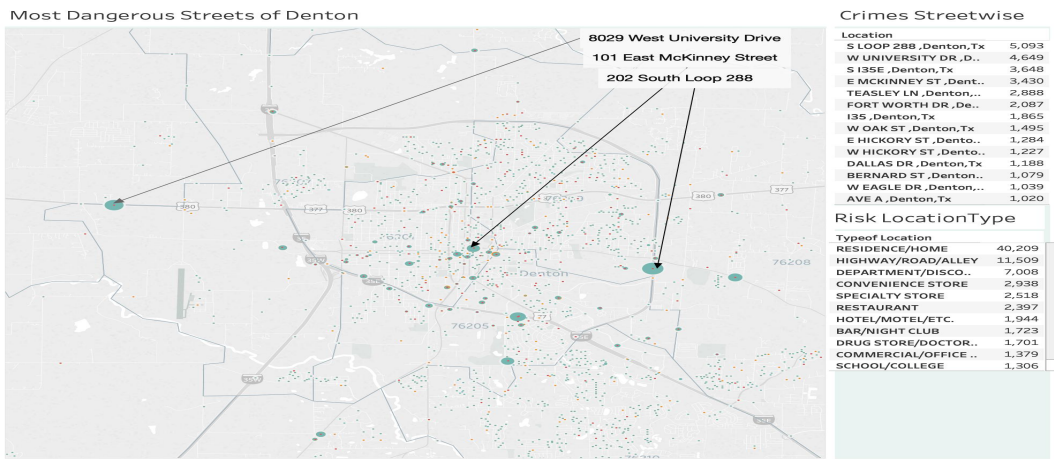 Most Dangerous Streets of Denton
8029 West University Drive
101 East McKinney Street
202 South Loop 288
380
377
380
377
380
76208
Denton
76205
377
Crimes Streetwise
Location
S LOOP 288 ,Denton,Tx 5,093
W UNIVERSITY DR ,D.. 4,649
S I35E ,Denton,Tx 3,648
E MCKINNEY ST ,Dent.. 3,430
TEASLEY LN ,Denton,.. 2,888
FORT WORTH DR ,De.. 2,087
I35 ,Denton,Tx 1,865
W OAK ST ,Denton,Tx 1,495
E HICKORY ST ,Dento.. 1,284
W HICKORY ST ,Dento.. 1,227
DALLAS DR ,Denton,Tx 1,188
BERNARD ST ,Denton.. 1,079
W EAGLE DR ,Denton,.. 1,039
AVE A ,Denton,Tx 1,020
Risk LocationType
Typeof Location
RESIDENCE/HOME 40,209
HIGHWAY/ROAD/ALLEY 11,509
DEPARTMENT/DISCO.. 7,008
CONVENIENCE STORE 2,938
SPECIALTY STORE 2,518
RESTAURANT 2,397
HOTEL/MOTEL/ETC. 1,944
BAR/NIGHT CLUB 1,723
DRUG STORE/DOCTOR.. 1,701
COMMERCIAL/OFFICE .. 1,379
SCHOOL/COLLEGE 1,306